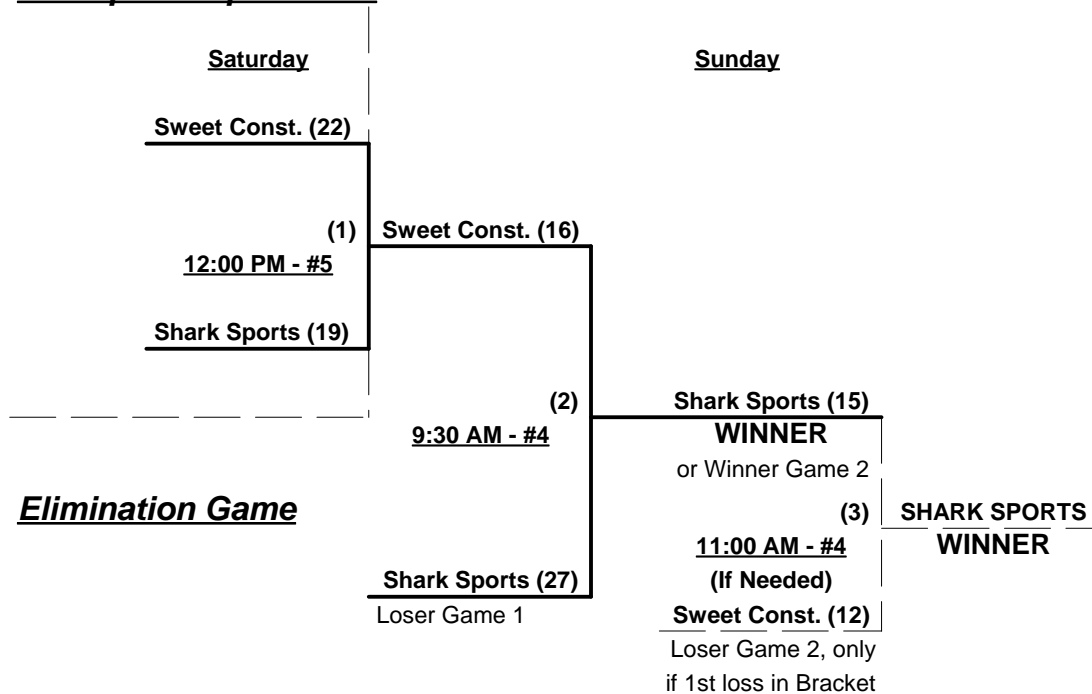 Saturday
Sunday
Sweet Const. (22)
(1)
Sweet Const. (16)
12:00 PM - #5
Shark Sports (19)
(2)
Shark Sports (15)
9:30 AM - #4
WINNER
or Winner Game 2
Elimination Game
(3)
SHARK SPORTS
11:00 AM - #4
WINNER
(If Needed)
Shark Sports (27)
Loser Game 1
Sweet Const. (12)
Loser Game 2, only
if 1st loss in Bracket